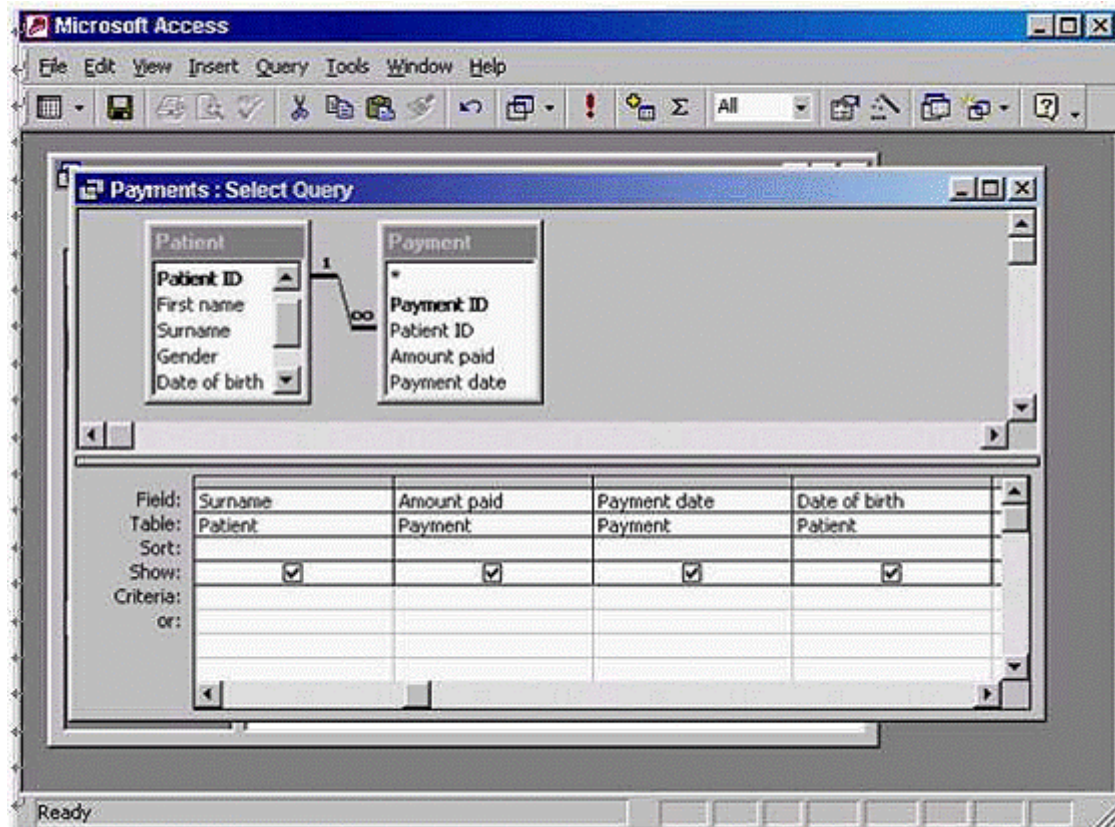 Microsoft Access
File Edit View Insert Query Tools Window Help
All
Payments : Select Query
Patient
Patient ID
First name
Surname
Gender
Date of birth
1
∞
Payment
*
Payment ID
Patient ID
Amount paid
Payment date
Field: Surname Amount paid Payment date Date of birth
Table: Patient Payment Payment Patient
Sort:
Show:
Criteria:
or:
Ready